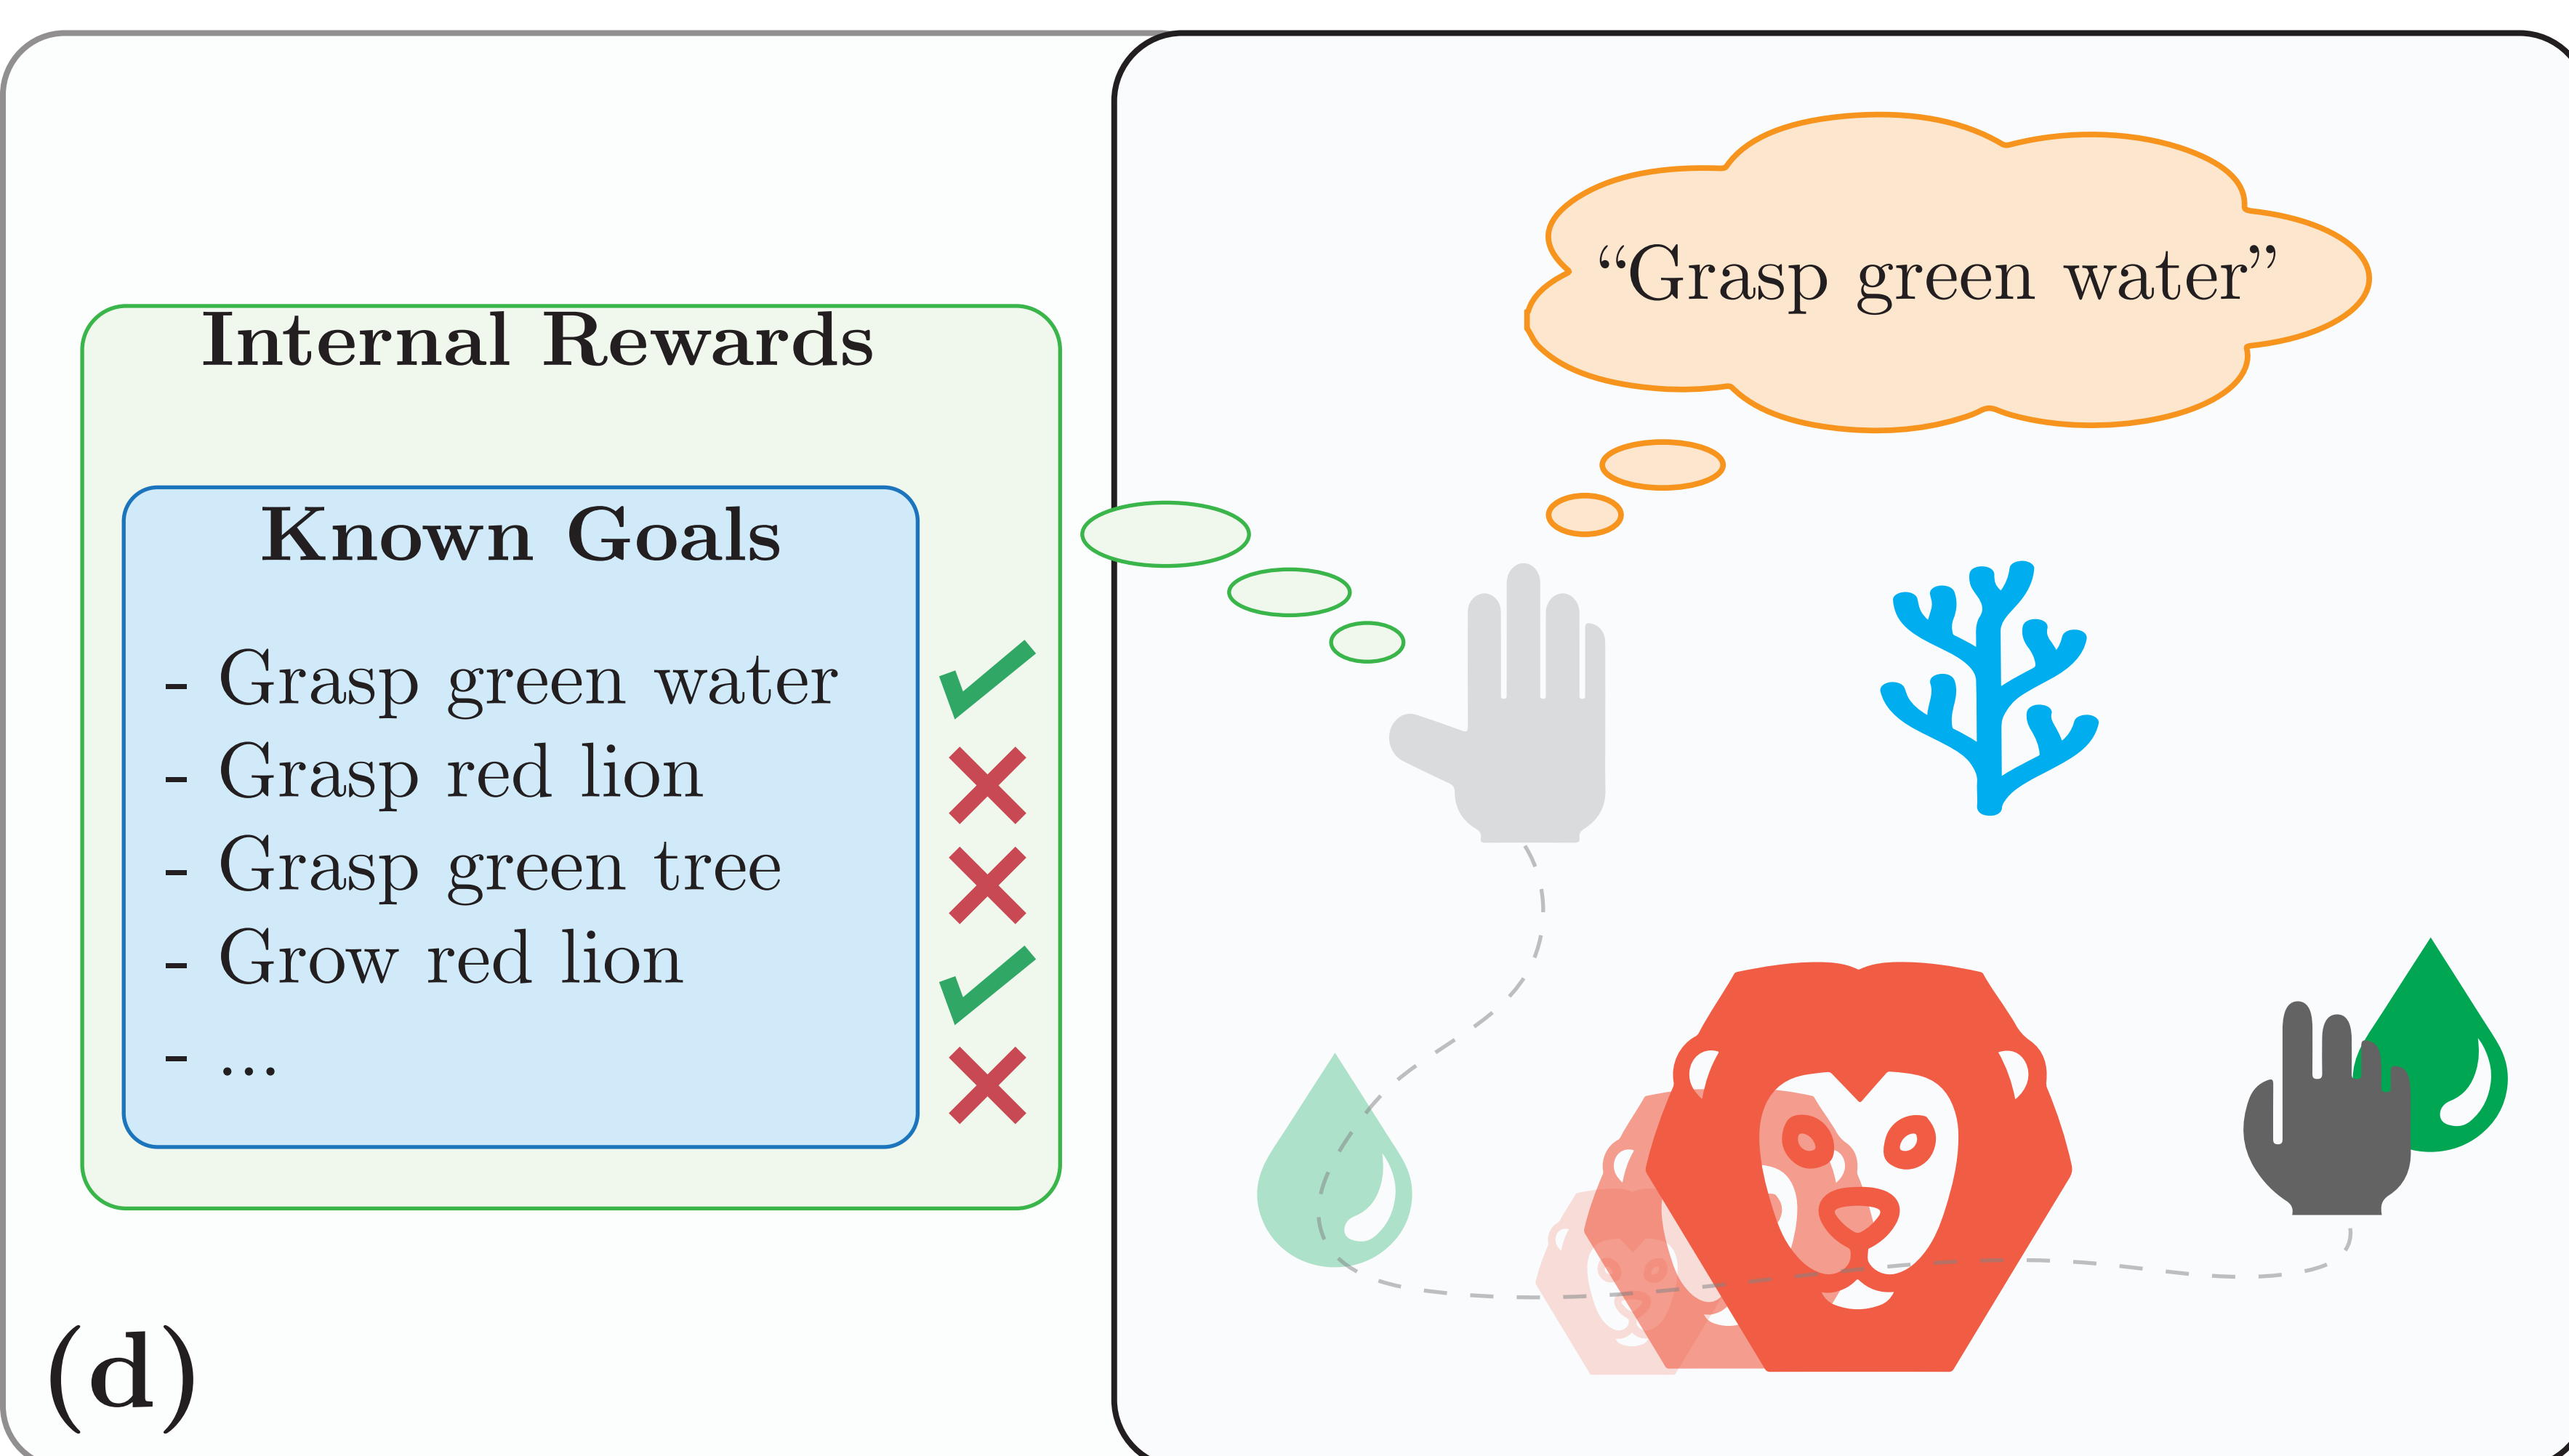 Internal Rewards
Known Goals
- Grasp green water
- Grasp red lion
- Grasp green tree
- Grow red lion
- ...
“Grasp green water”
(d)